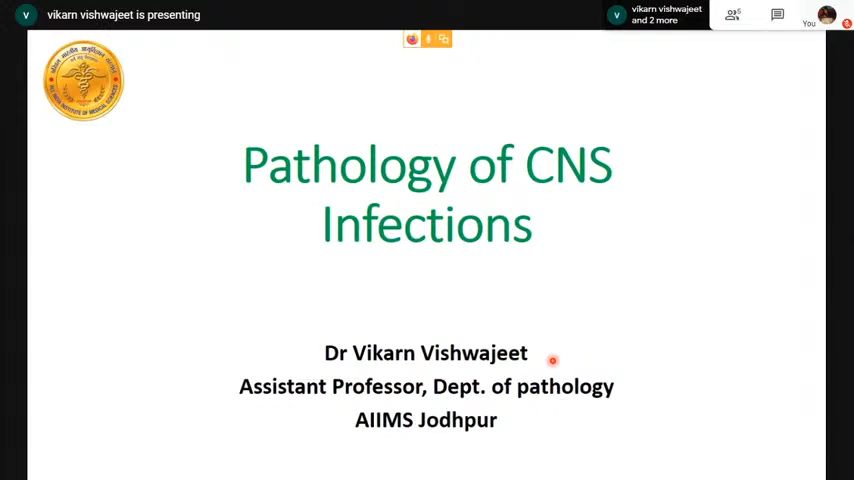 V
vikarn vishwajeet is presenting
V
vikarn vishwajeet
and 2 more
6
You
Pathology of CNS
Infections
Dr Vikarn Vishwajeet
Assistant Professor, Dept. of pathology
AIIMS Jodhpur